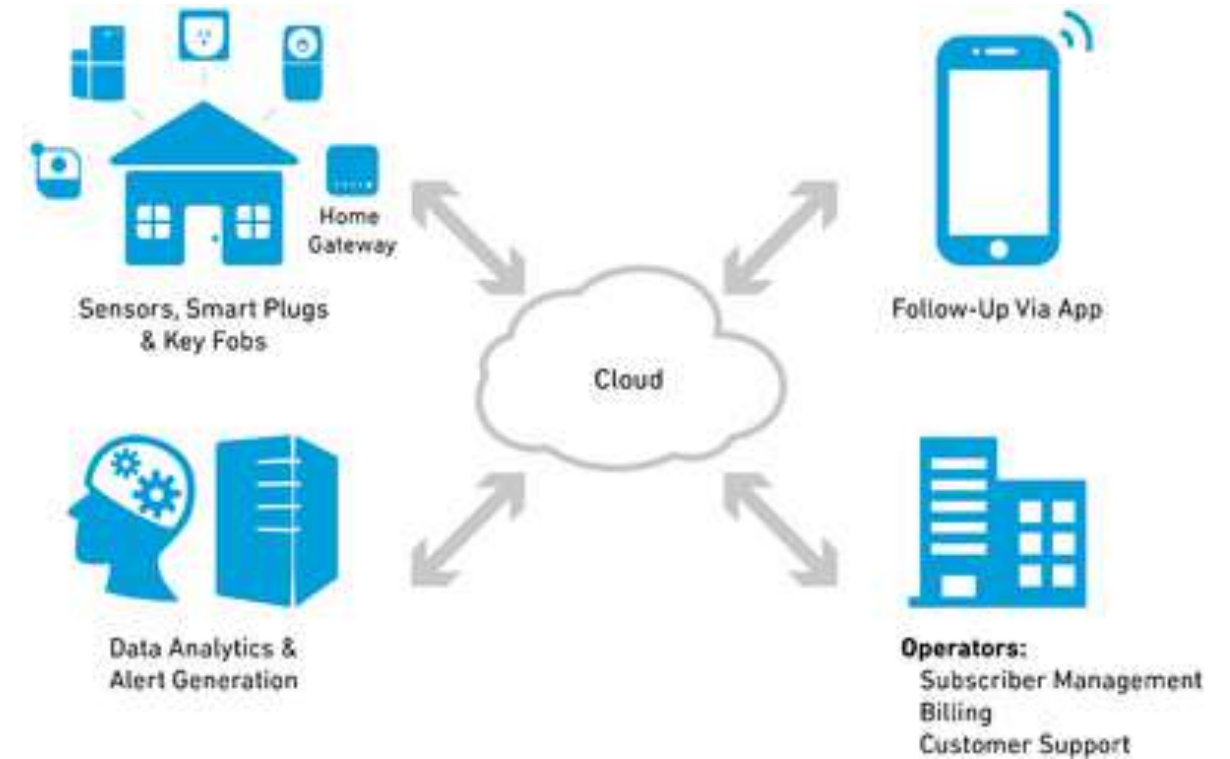 Home
Gateway
Sensors, Smart Plugs
& Key Fobs
Follow-Up Via App
Cloud
Data Analytics &
Alert Generation
Operators:
Subscriber Management
Billing
Customer Support